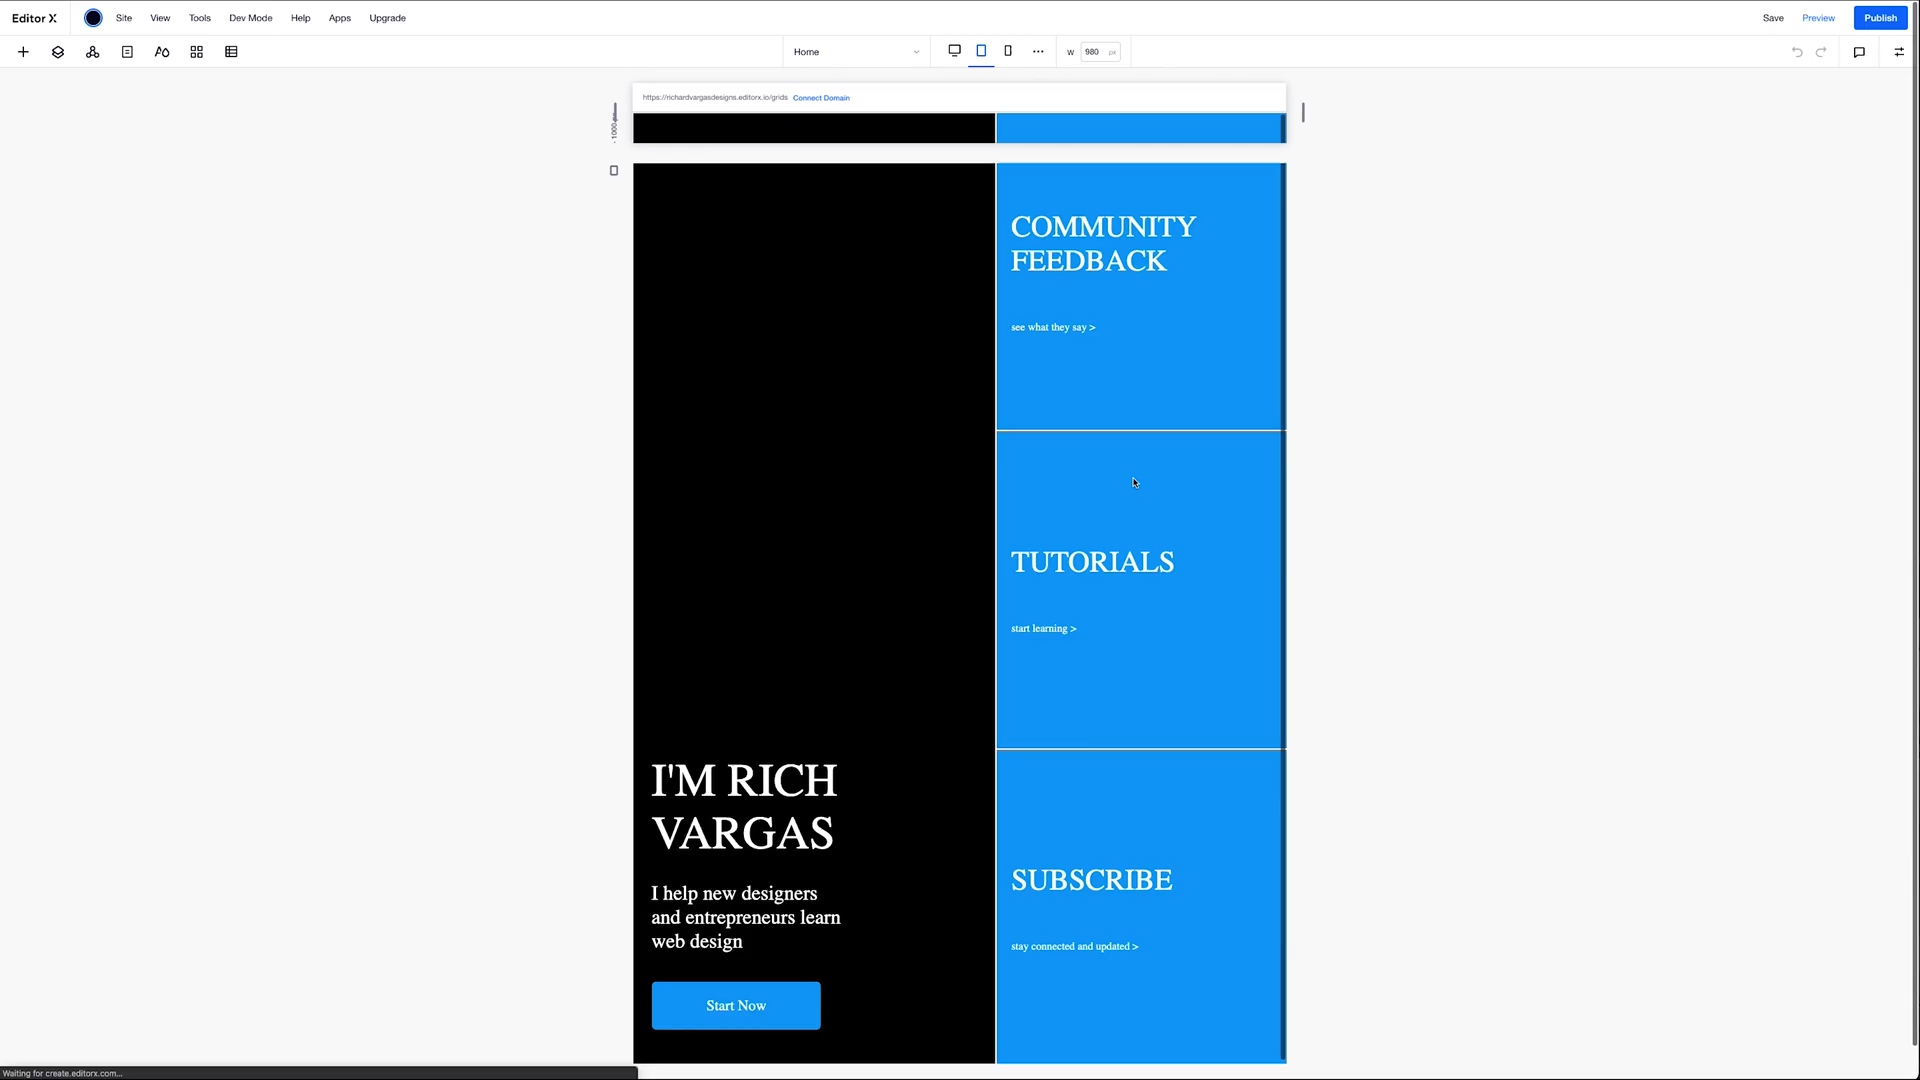 Editor X
Site
View
Tools
Dev Mode
Help
Apps
Upgrade
Save
Preview
Publish
Home
W
980
px
https://richardvargasdesigns.editorx.io/grids
Connect Domain
COMMUNITY
FEEDBACK
see what they say >
TUTORIALS
start learning >
I'M RICH
VARGAS
I help new designers
and entrepreneurs learn
web design
Start Now
SUBSCRIBE
stay connected and updated >
Waiting for create.editorx.com...